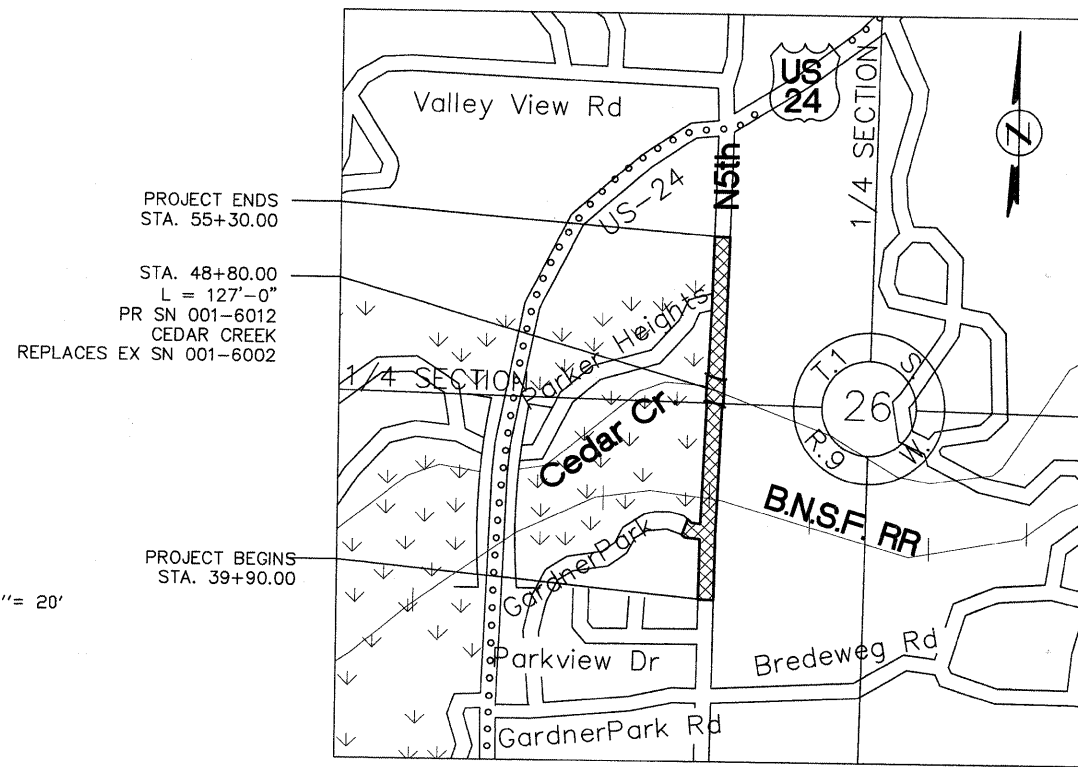 Valley View Rd
US
24
1/4 SECTION
N
N5th
US-24
PROJECT ENDS
STA. 55+30.00
STA. 48+80.00
L = 127'-0"
PR SN 001-6012
CEDAR CREEK
REPLACES EX SN 001-6002
Parker Heights
1/4 SECTION
T.1
S.
26
R.9
W.
Cedar Cr.
B.N.S.F. RR
PROJECT BEGINS
STA. 39+90.00
"= 20'
GardnerPark
Parkview Dr
Bredeweg Rd
GardnerPark Rd